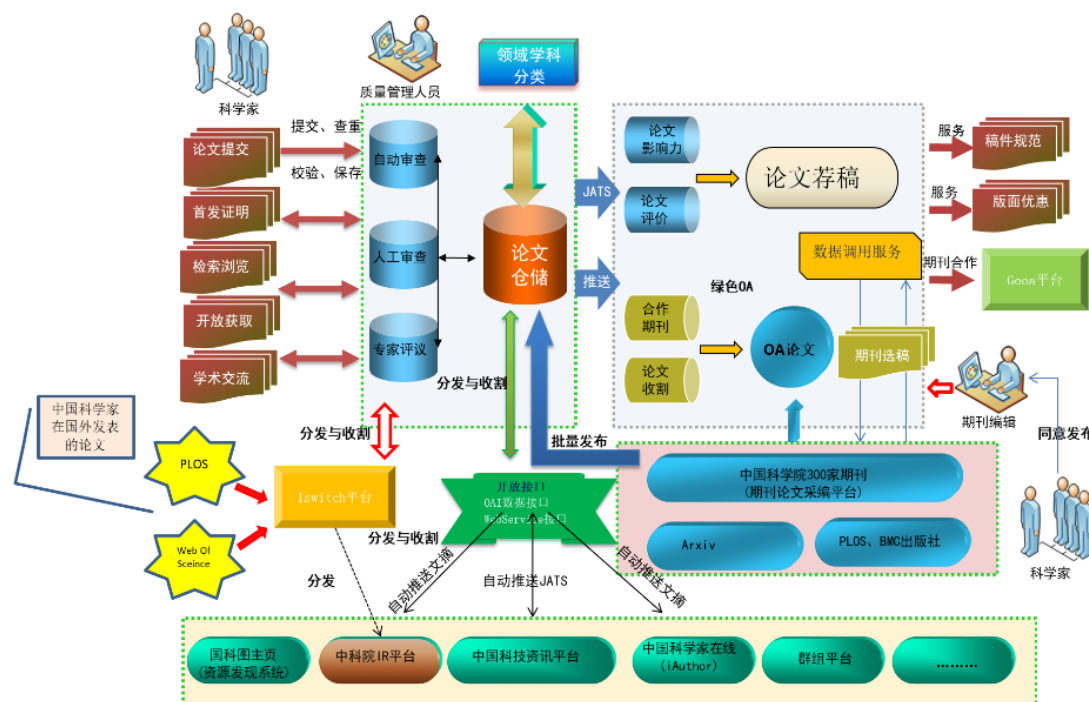 领域学科
分类
科学家
质量管理人员
论文提交
首发证明
检索浏览
开放获取
学术交流
提交、查重
校验、保存
自动审查
人工审查
专家评议
论文
仓储
分发与收割
JATS
推送
论文
影响力
论文
评价
论文荐稿
数据调用服务
绿色OA
合作
期刊
论文
收割
OA论文
期刊选稿
服务
稿件规范
服务
版面优惠
期刊合作
Gooa平台
期刊编辑
同意发布
科学家
中国科学家
在国外发表
的论文
PLOS
Web Of
Sceince
Iswitch平台
分发与收割
分发与收割
分发
批量发布
开放接口
OAI数据接口
WebService接口
中国科学院300家期刊
(期刊论文采编平台)
Arxiv
PLOS、BMC出版社
自动推送文摘
自动推送JATS
自动推送文摘
国科图主页
(资源发现系统)
中科院IR平台
中国科技资讯平台
中国科学家在线
(iAuthor)
群组平台
………